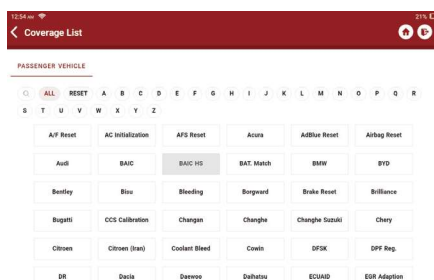 12:54 AM 21%
Coverage List
PASSENGER VEHICLE
ALL RESET A B C D E F G H I J K L M N O P Q R
S T U V W X Y Z
A/F Reset AC Initialization AFS Reset Acura AdBlue Reset Airbag Reset
Audi BAIC BAIC HS BAT. Match BMW BYD
Bentley Bisu Bleeding Borgward Brake Reset Brilliance
Bugatti CCS Calibration Changan Changhe Changhe Suzuki Chery
Citroen Citroen (Iran) Coolant Bleed Cowin DFSK DPF Reg.
DR Dacia Daewoo Daihatsu ECUAID EGR Adaption